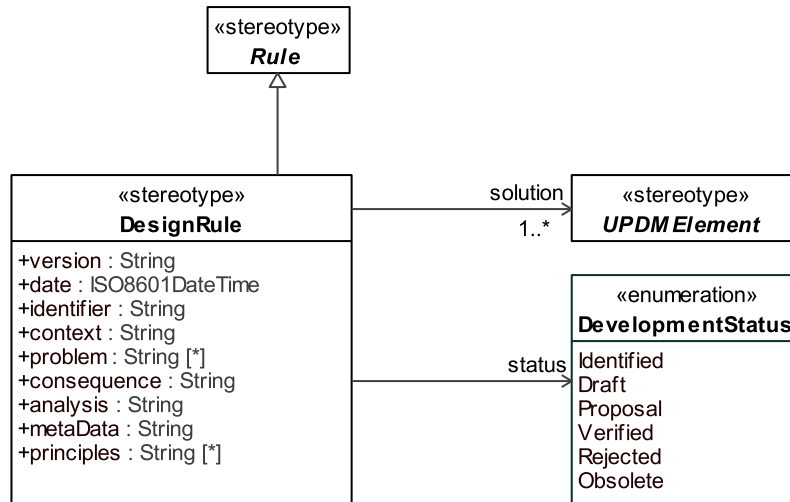 «stereotype»
Rule
«stereotype»
DesignRule
+version : String
+date : ISO8601DateTime
+identifier : String
+context : String
+problem : String [*]
+consequence : String
+analysis : String
+metaData : String
+principles : String [*]
solution
1..*
«stereotype»
UPDMElement
status
«enumeration»
DevelopmentStatus
Identified
Draft
Proposal
Verified
Rejected
Obsolete